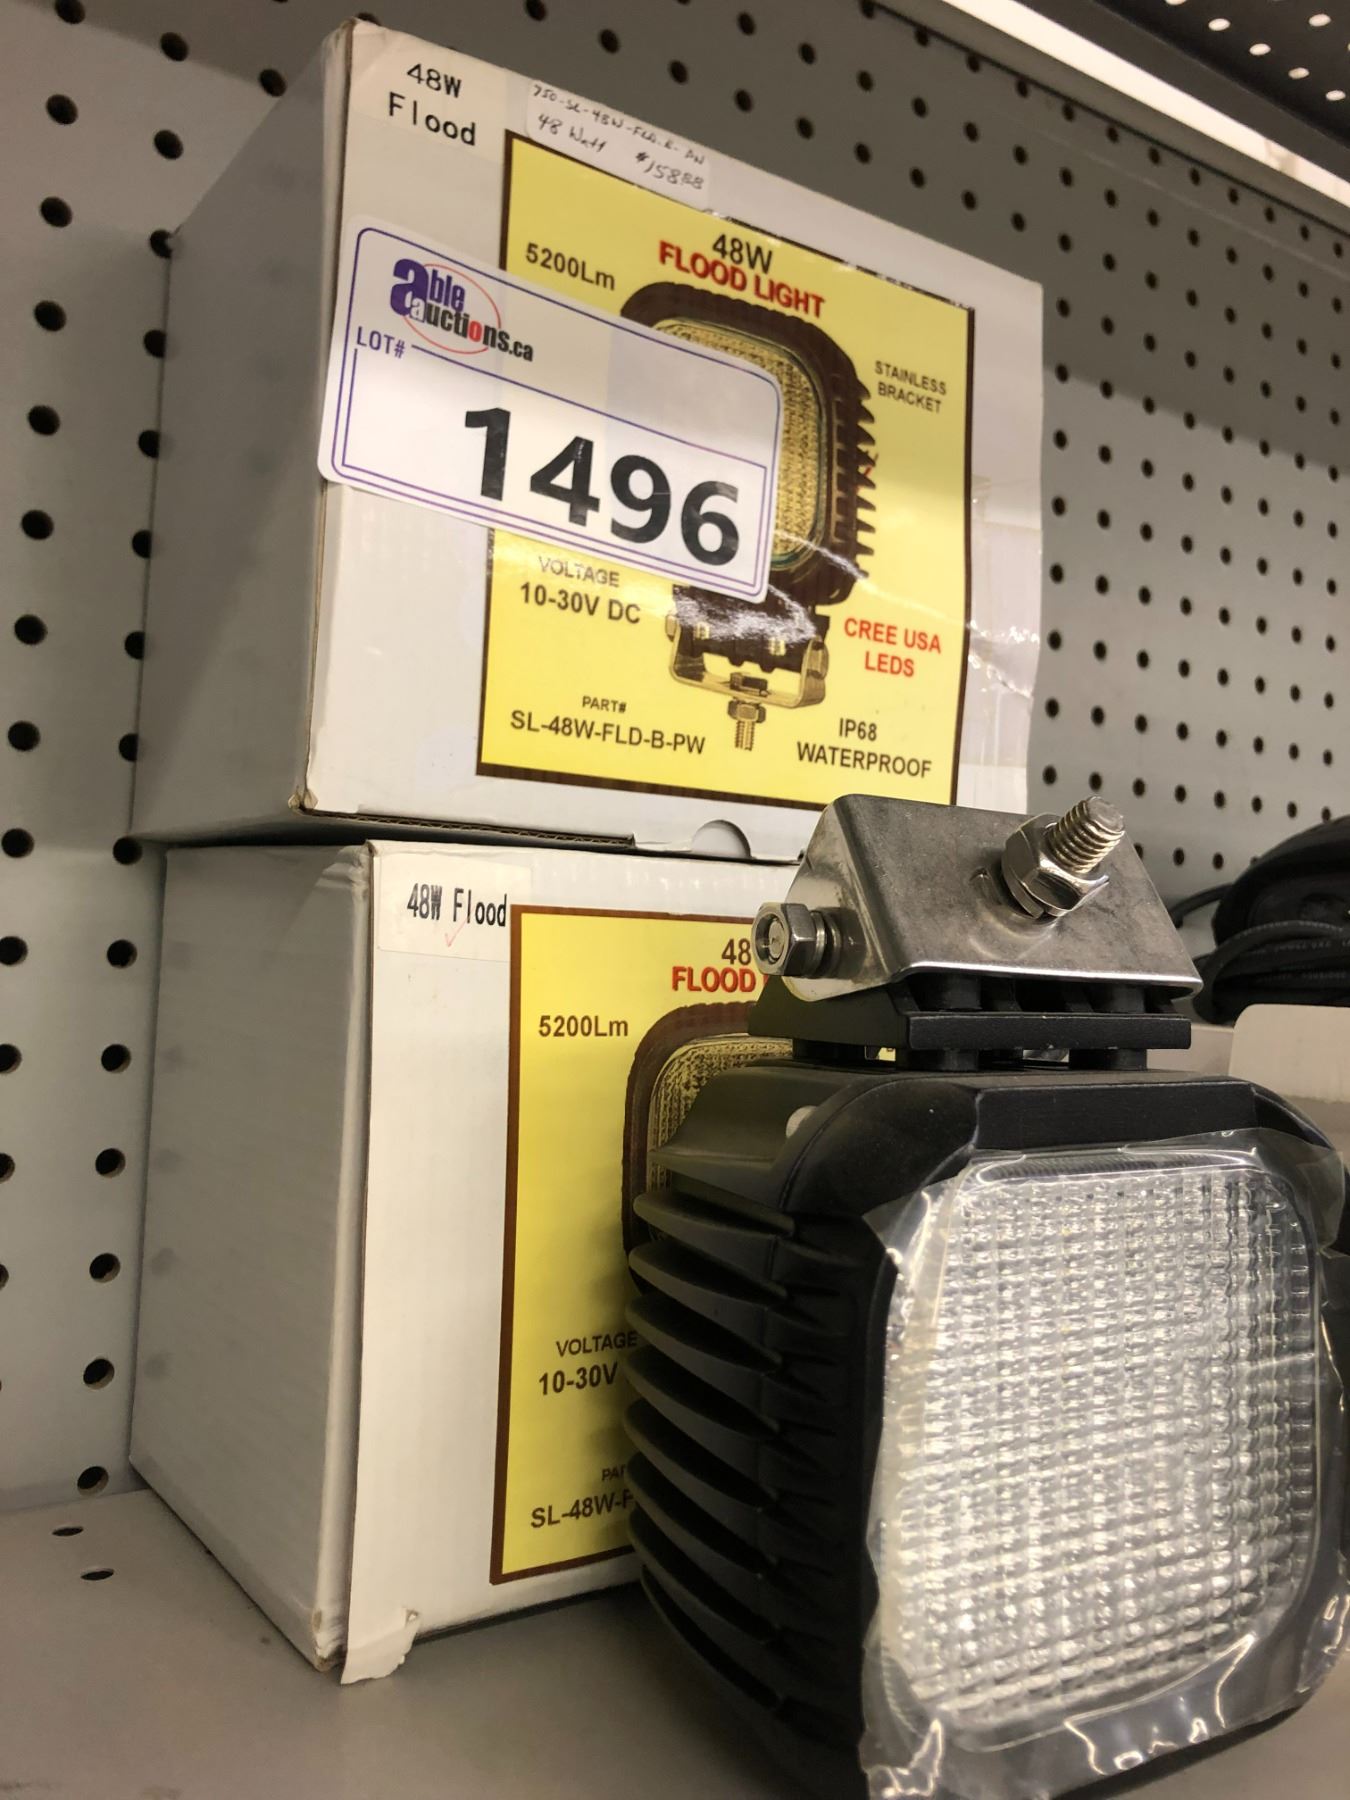 48W
Flood
48 Watt
48W
FLOOD LIGHT
5200Lm
STAINLESS
BRACKET
able
auctions.ca
LOT#
1496
VOLTAGE
10-30V DC
CREE USA
LEDS
PART#
SL-48W-FLD-B-PW
IP68
WATERPROOF
48W Flood
48
FLOOD
5200Lm
VOLTAGE
10-30V
PAR
SL-48W-F